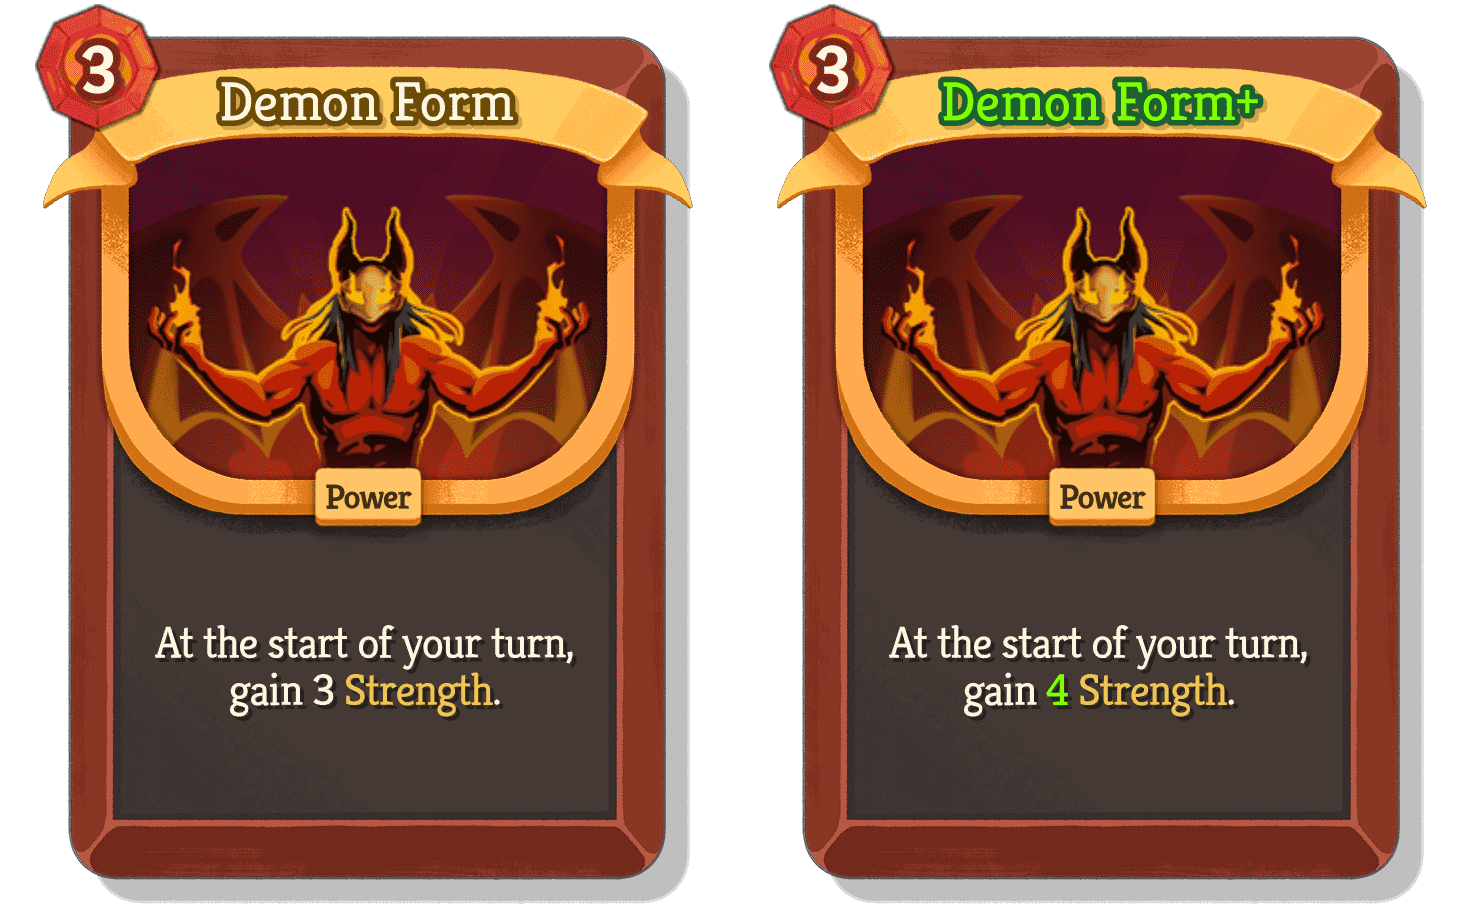 3
Demon Form
Power
At the start of your turn,
gain 3 Strength.
3
Demon Form+
Power
At the start of your turn,
gain 4 Strength.